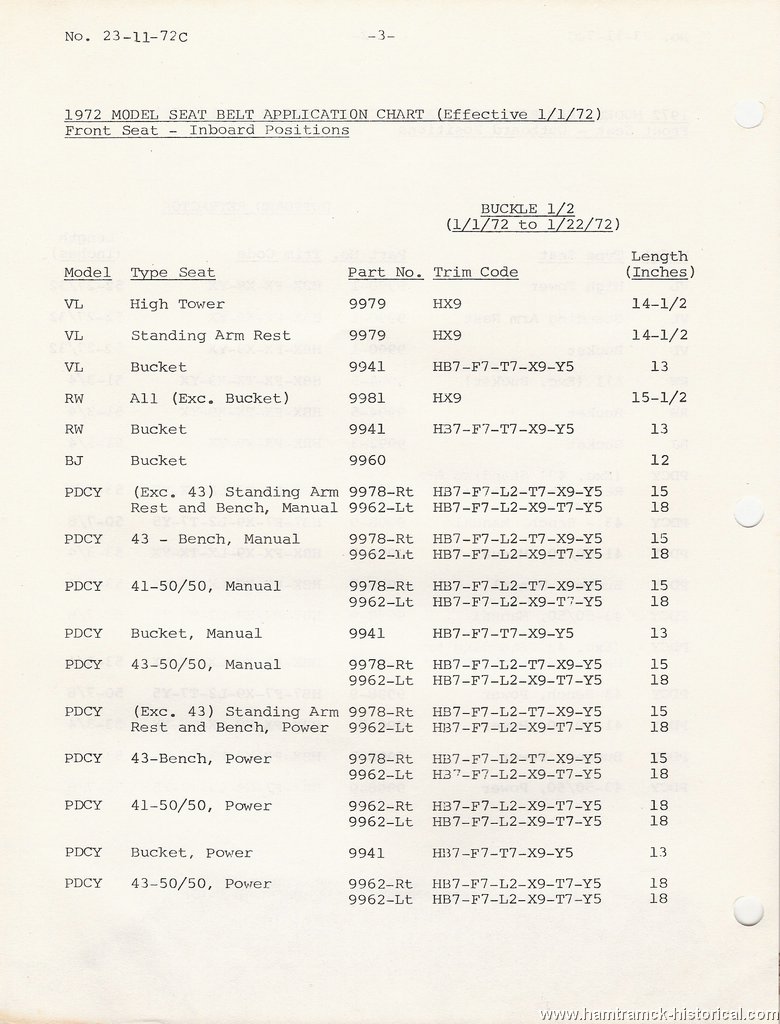 No. 23-11-72C -3-
1972 MODEL SEAT BELT APPLICATION CHART (Effective 1/1/72)
Front Seat - Inboard Positions
BUCKLE 1/2
(1/1/72 to 1/22/72)
Length
Model Type Seat Part No. Trim Code (Inches)
VL High Tower 9979 HX9 14-1/2
VL Standing Arm Rest 9979 HX9 14-1/2
VL Bucket 9941 HB7-F7-T7-X9-Y5 13
RW All (Exc. Bucket) 9981 HX9 15-1/2
RW Bucket 9941 HB7-F7-T7-X9-Y5 13
BJ Bucket 9960 12
PDCY (Exc. 43) Standing Arm 9978-Rt HB7-F7-L2-T7-X9-Y5 15
Rest and Bench, Manual 9962-Lt HB7-F7-L2-T7-X9-Y5 18
PDCY 43 - Bench, Manual 9978-Rt HB7-F7-L2-T7-X9-Y5 15
9962-Lt HB7-F7-L2-T7-X9-Y5 18
PDCY 41-50/50, Manual 9978-Rt HB7-F7-L2-X9-T7-Y5 15
9962-Lt HB7-F7-L2-X9-T7-Y5 18
PDCY Bucket, Manual 9941 HB7-F7-T7-X9-Y5 13
PDCY 43-50/50, Manual 9978-Rt HB7-F7-L2-T7-X9-Y5 15
9962-Lt HB7-F7-L2-X9-T7-Y5 18
PDCY (Exc. 43) Standing Arm 9978-Rt HB7-F7-L2-T7-X9-Y5 15
Rest and Bench, Power 9962-Lt HB7-F7-L2-X9-T7-Y5 18
PDCY 43-Bench, Power 9978-Rt HB7-F7-L2-T7-X9-Y5 15
9962-Lt HB7-F7-L2-X9-T7-Y5 18
PDCY 41-50/50, Power 9962-Rt HB7-F7-L2-X9-T7-Y5 18
9962-Lt HB7-F7-L2-X9-T7-Y5 18
PDCY Bucket, Power 9941 HB7-F7-T7-X9-Y5 13
PDCY 43-50/50, Power 9962-Rt HB7-F7-L2-X9-T7-Y5 18
9962-Lt HB7-F7-L2-X9-T7-Y5 18
www.hamtramck-historical.com